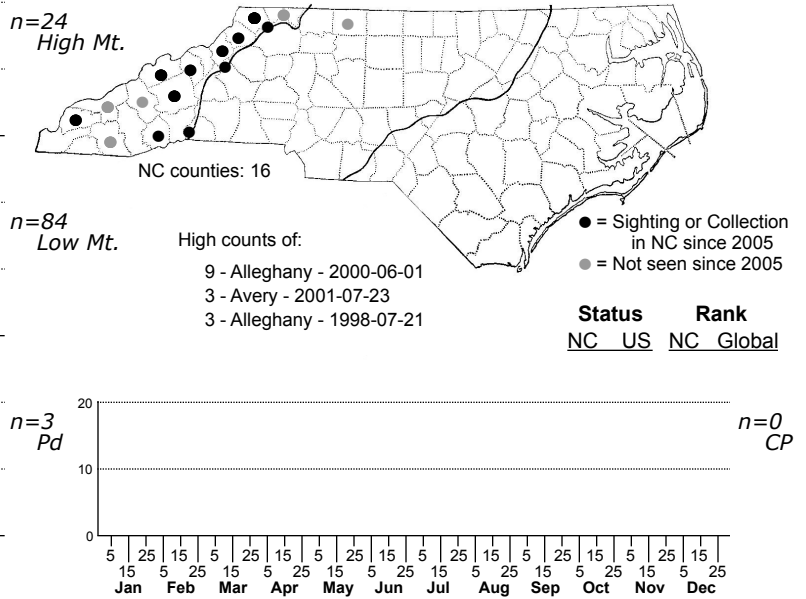 n=24
High Mt.
NC counties: 16
n=84
Low Mt.
High counts of:
9 - Alleghany - 2000-06-01
3 - Avery - 2001-07-23
3 - Alleghany - 1998-07-21
● = Sighting or Collection
in NC since 2005
● = Not seen since 2005
Status Rank
NC US NC Global
n=3
Pd
n=0
CP
20
10
0
5 25 15 5 25 15 5 25 15 5 25 15 5 25 15 5 25 15
15 5 25 15 5 25 15 5 25 15 5 25 15 5 25 15 5 25
Jan Feb Mar Apr May Jun Jul Aug Sep Oct Nov Dec